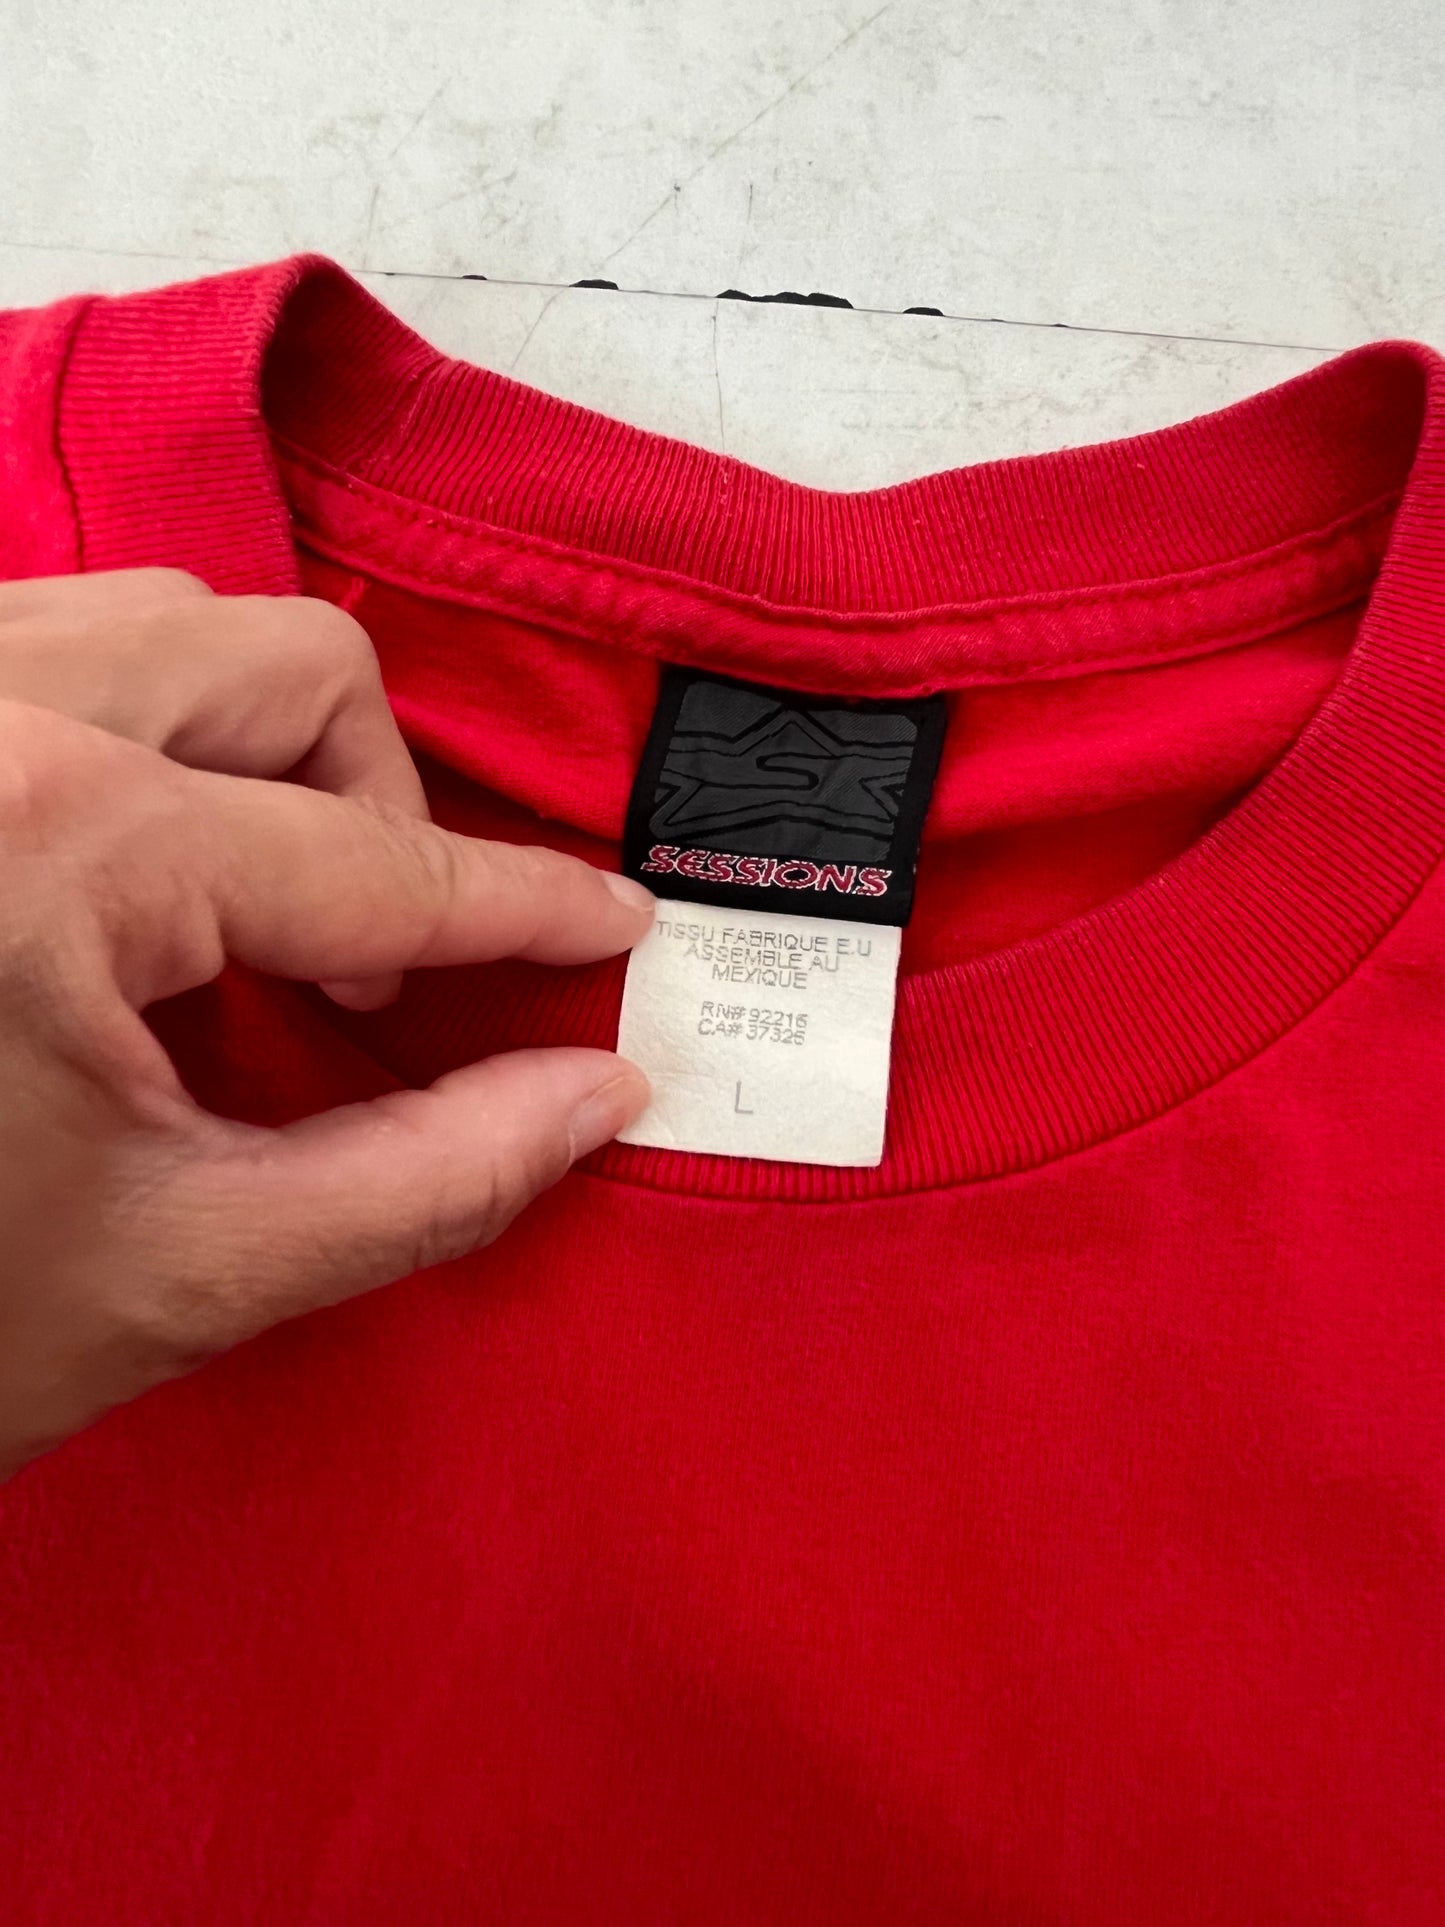 S
SESSIONS
TISSU FABRIQUE E.U
ASSEMBLE AU
MEXIQUE
RN# 92216
CA# 37326
L